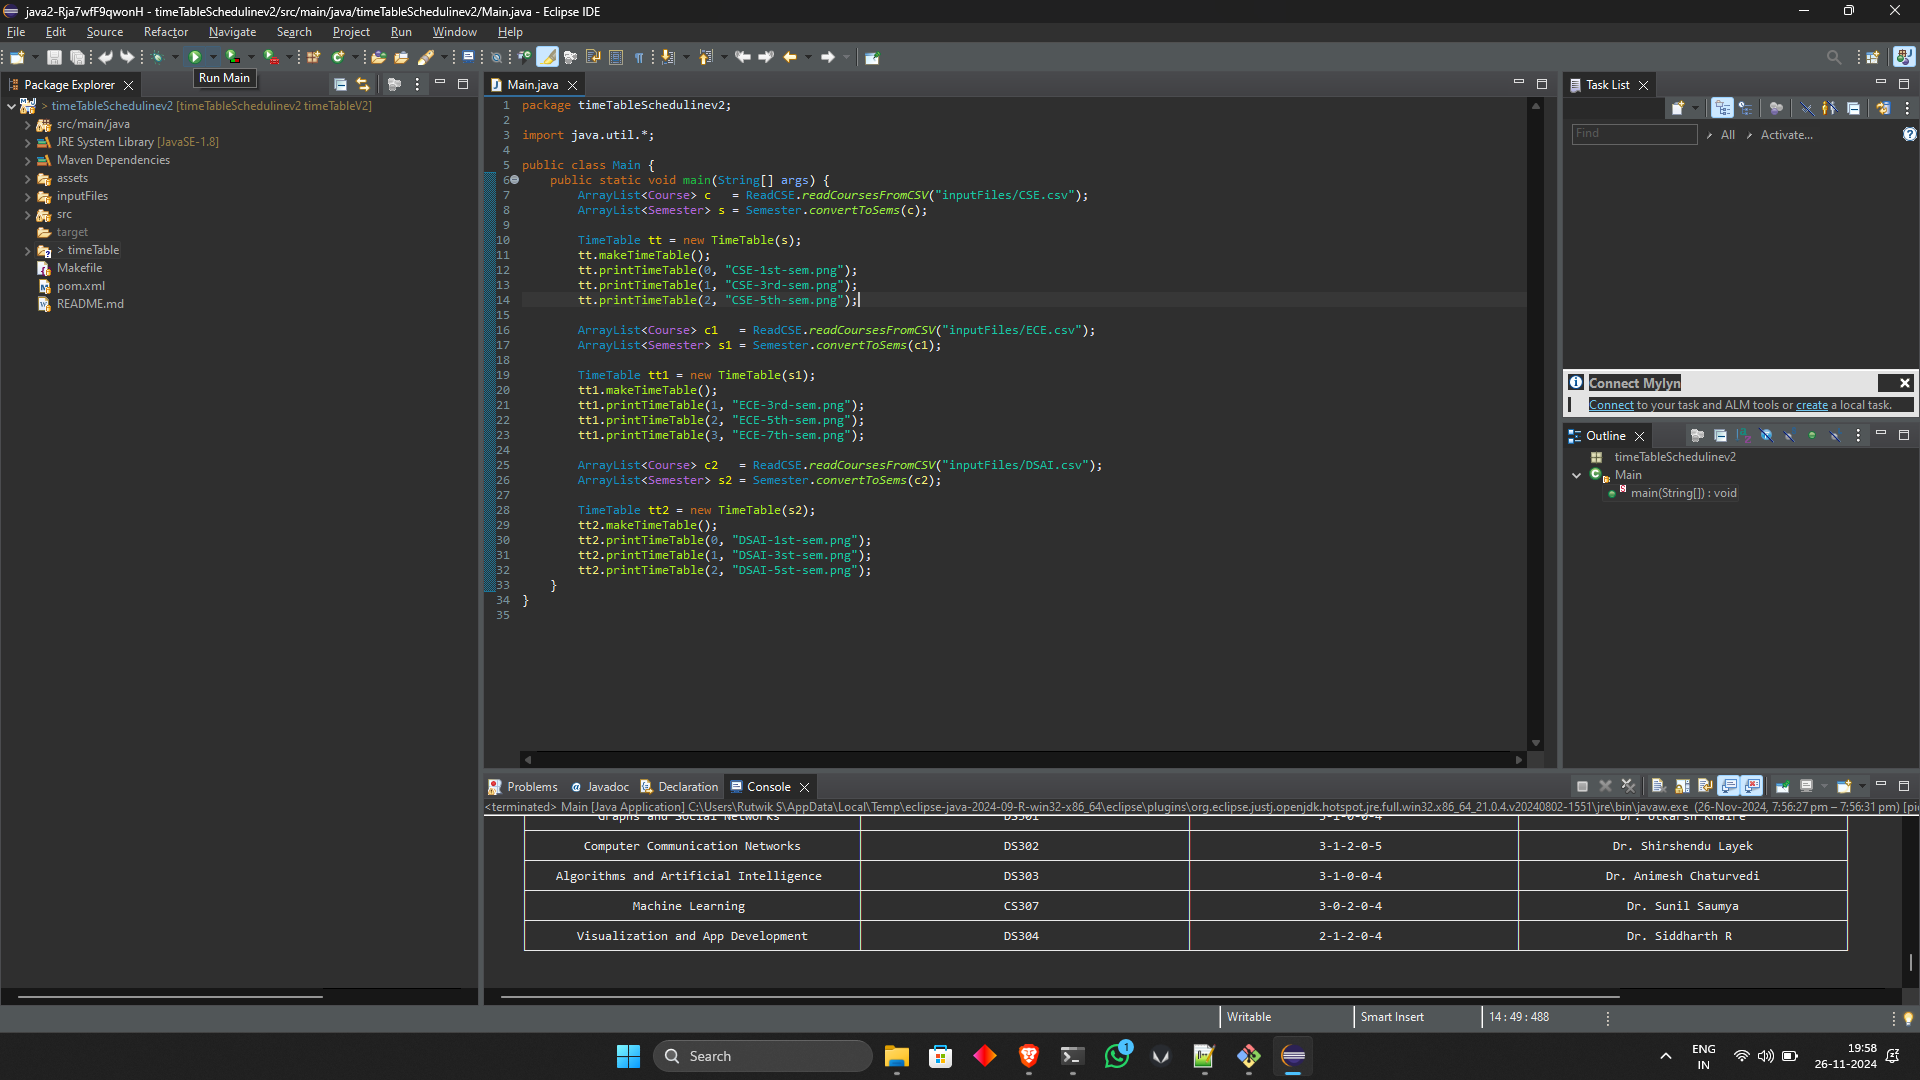 java2-Rja7wfF9qwonH - timeTableSchedulinev2/src/main/java/timeTableSchedulinev2/Main.java - Eclipse IDE
File Edit Source Refactor Navigate Search Project Run Window Help
Run Main
Package Explorer
> timeTableSchedulinev2 [timeTableSchedulinev2 timeTableV2]
src/main/java
JRE System Library [JavaSE-1.8]
Maven Dependencies
assets
inputFiles
src
target
> timeTable
Makefile
pom.xml
README.md
Main.java
1 package timeTableSchedulinev2;
2
3 import java.util.*;
4
5 public class Main {
6 public static void main(String[] args) {
7 ArrayList<Course> c = ReadCSE.readCoursesFromCSV("inputFiles/CSE.csv");
8 ArrayList<Semester> s = Semester.convertToSems(c);
9
10 TimeTable tt = new TimeTable(s);
11 tt.makeTimeTable();
12 tt.printTimeTable(0, "CSE-1st-sem.png");
13 tt.printTimeTable(1, "CSE-3rd-sem.png");
14 tt.printTimeTable(2, "CSE-5th-sem.png");
15
16 ArrayList<Course> c1 = ReadCSE.readCoursesFromCSV("inputFiles/ECE.csv");
17 ArrayList<Semester> s1 = Semester.convertToSems(c1);
18
19 TimeTable tt1 = new TimeTable(s1);
20 tt1.makeTimeTable();
21 tt1.printTimeTable(1, "ECE-3rd-sem.png");
22 tt1.printTimeTable(2, "ECE-5th-sem.png");
23 tt1.printTimeTable(3, "ECE-7th-sem.png");
24
25 ArrayList<Course> c2 = ReadCSE.readCoursesFromCSV("inputFiles/DSAI.csv");
26 ArrayList<Semester> s2 = Semester.convertToSems(c2);
27
28 TimeTable tt2 = new TimeTable(s2);
29 tt2.makeTimeTable();
30 tt2.printTimeTable(0, "DSAI-1st-sem.png");
31 tt2.printTimeTable(1, "DSAI-3st-sem.png");
32 tt2.printTimeTable(2, "DSAI-5st-sem.png");
33 }
34 }
35
Task List
Find All Activate...
Connect Mylyn
Connect to your task and ALM tools or create a local task.
Outline
timeTableSchedulinev2
Main
main(String[]) : void
Problems Javadoc Declaration Console
<terminated> Main [Java Application] C:\Users\Rutwik S\AppData\Local\Temp\eclipse-java-2024-09-R-win32-x86_64\eclipse\plugins\org.eclipse.justj.openjdk.hotspot.jre.full.win32.x86_64_21.0.4.v20240802-1551\jre\bin\javaw.exe (26-Nov-2024, 7:56:27 pm – 7:56:31 pm) [pi
Graphs and Social Networks DS301 3-1-0-0-4 Dr. Utkarsh Khaire
Computer Communication Networks DS302 3-1-2-0-5 Dr. Shirshendu Layek
Algorithms and Artificial Intelligence DS303 3-1-0-0-4 Dr. Animesh Chaturvedi
Machine Learning CS307 3-0-2-0-4 Dr. Sunil Saumya
Visualization and App Development DS304 2-1-2-0-4 Dr. Siddharth R
Writable Smart Insert 14 : 49 : 488
Search
1
ENG
IN
19:58
26-11-2024